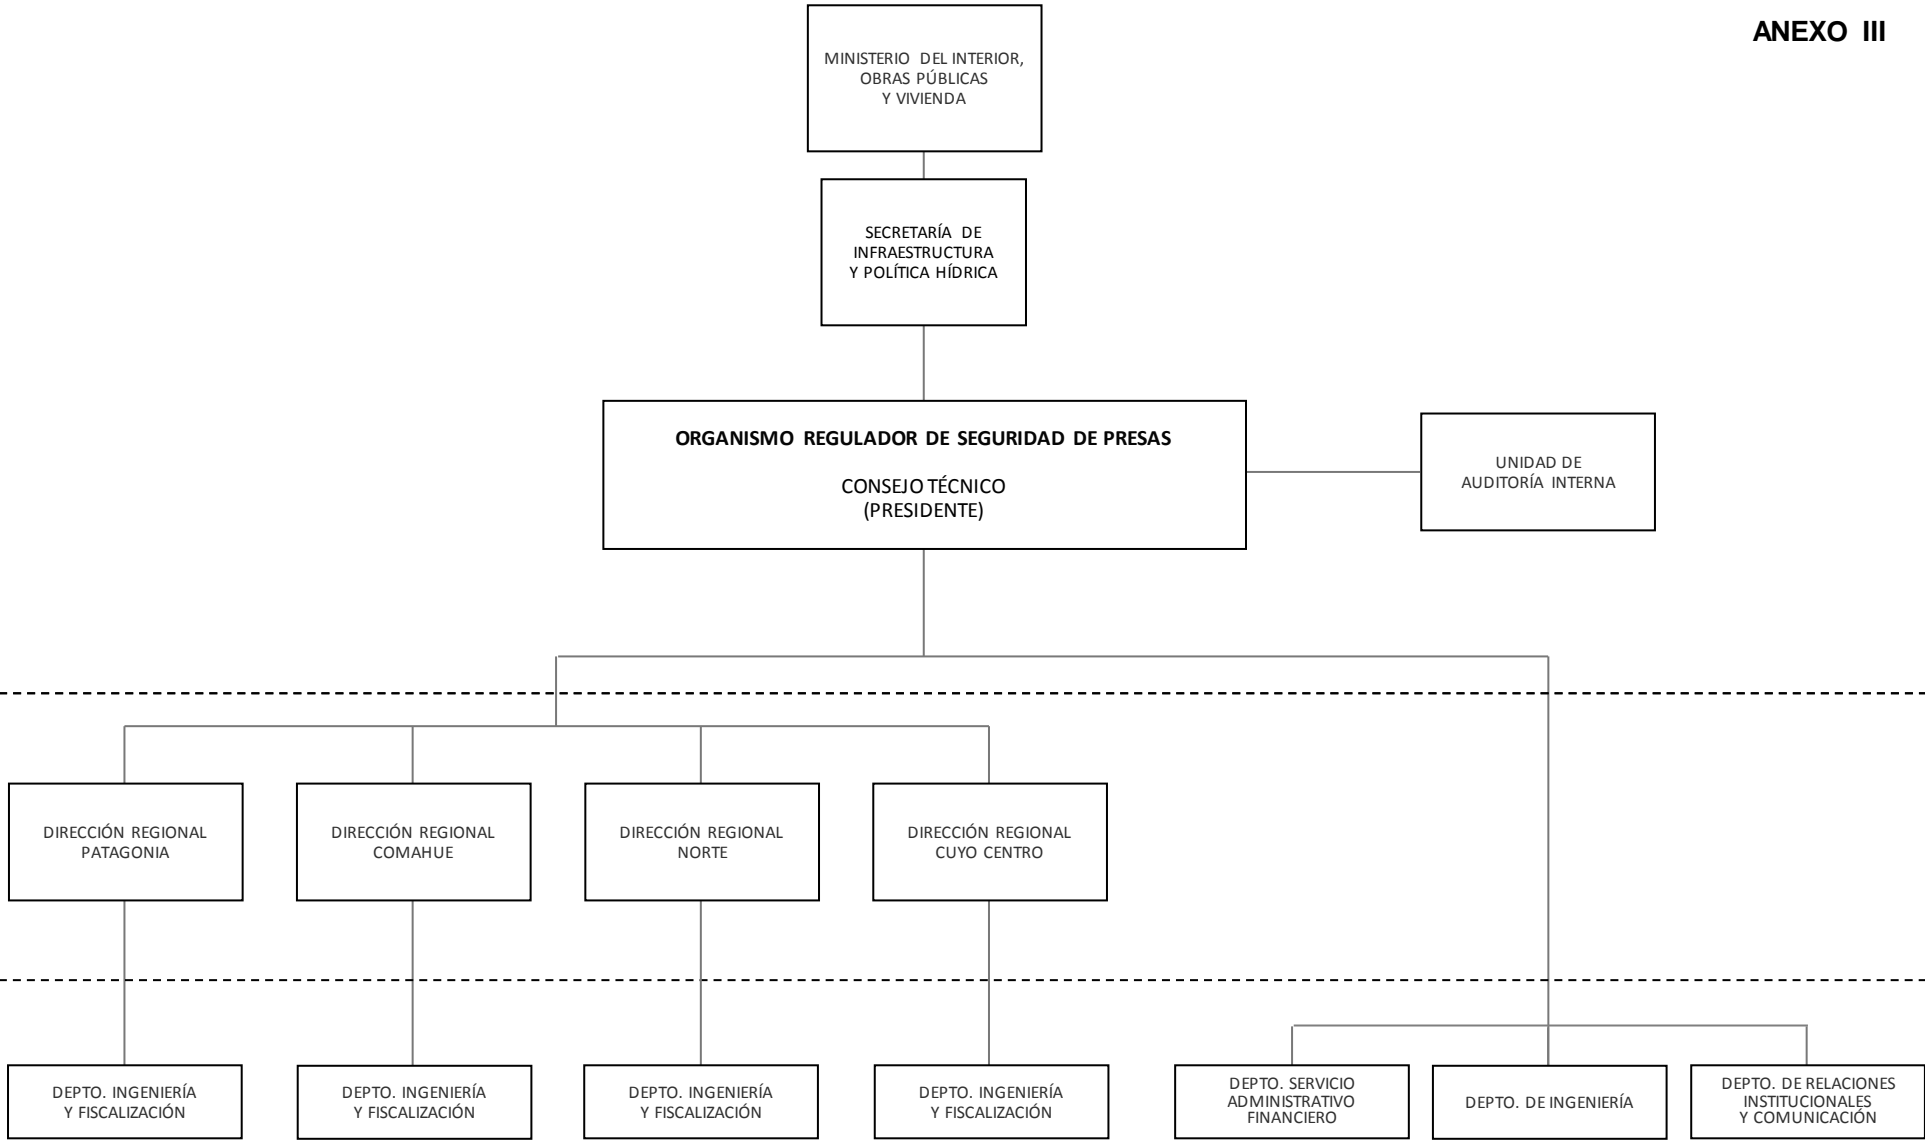 ANEXO III
MINISTERIO DEL INTERIOR,
OBRAS PÚBLICAS
Y VIVIENDA
SECRETARÍA DE
INFRAESTRUCTURA
Y POLÍTICA HÍDRICA
ORGANISMO REGULADOR DE SEGURIDAD DE PRESAS
CONSEJO TÉCNICO
(PRESIDENTE)
UNIDAD DE
AUDITORÍA INTERNA
DIRECCIÓN REGIONAL
PATAGONIA
DIRECCIÓN REGIONAL
COMAHUE
DIRECCIÓN REGIONAL
NORTE
DIRECCIÓN REGIONAL
CUYO CENTRO
DEPTO. INGENIERÍA
Y FISCALIZACIÓN
DEPTO. INGENIERÍA
Y FISCALIZACIÓN
DEPTO. INGENIERÍA
Y FISCALIZACIÓN
DEPTO. INGENIERÍA
Y FISCALIZACIÓN
DEPTO. SERVICIO
ADMINISTRATIVO
FINANCIERO
DEPTO. DE INGENIERÍA
DEPTO. DE RELACIONES
INSTITUCIONALES
Y COMUNICACIÓN